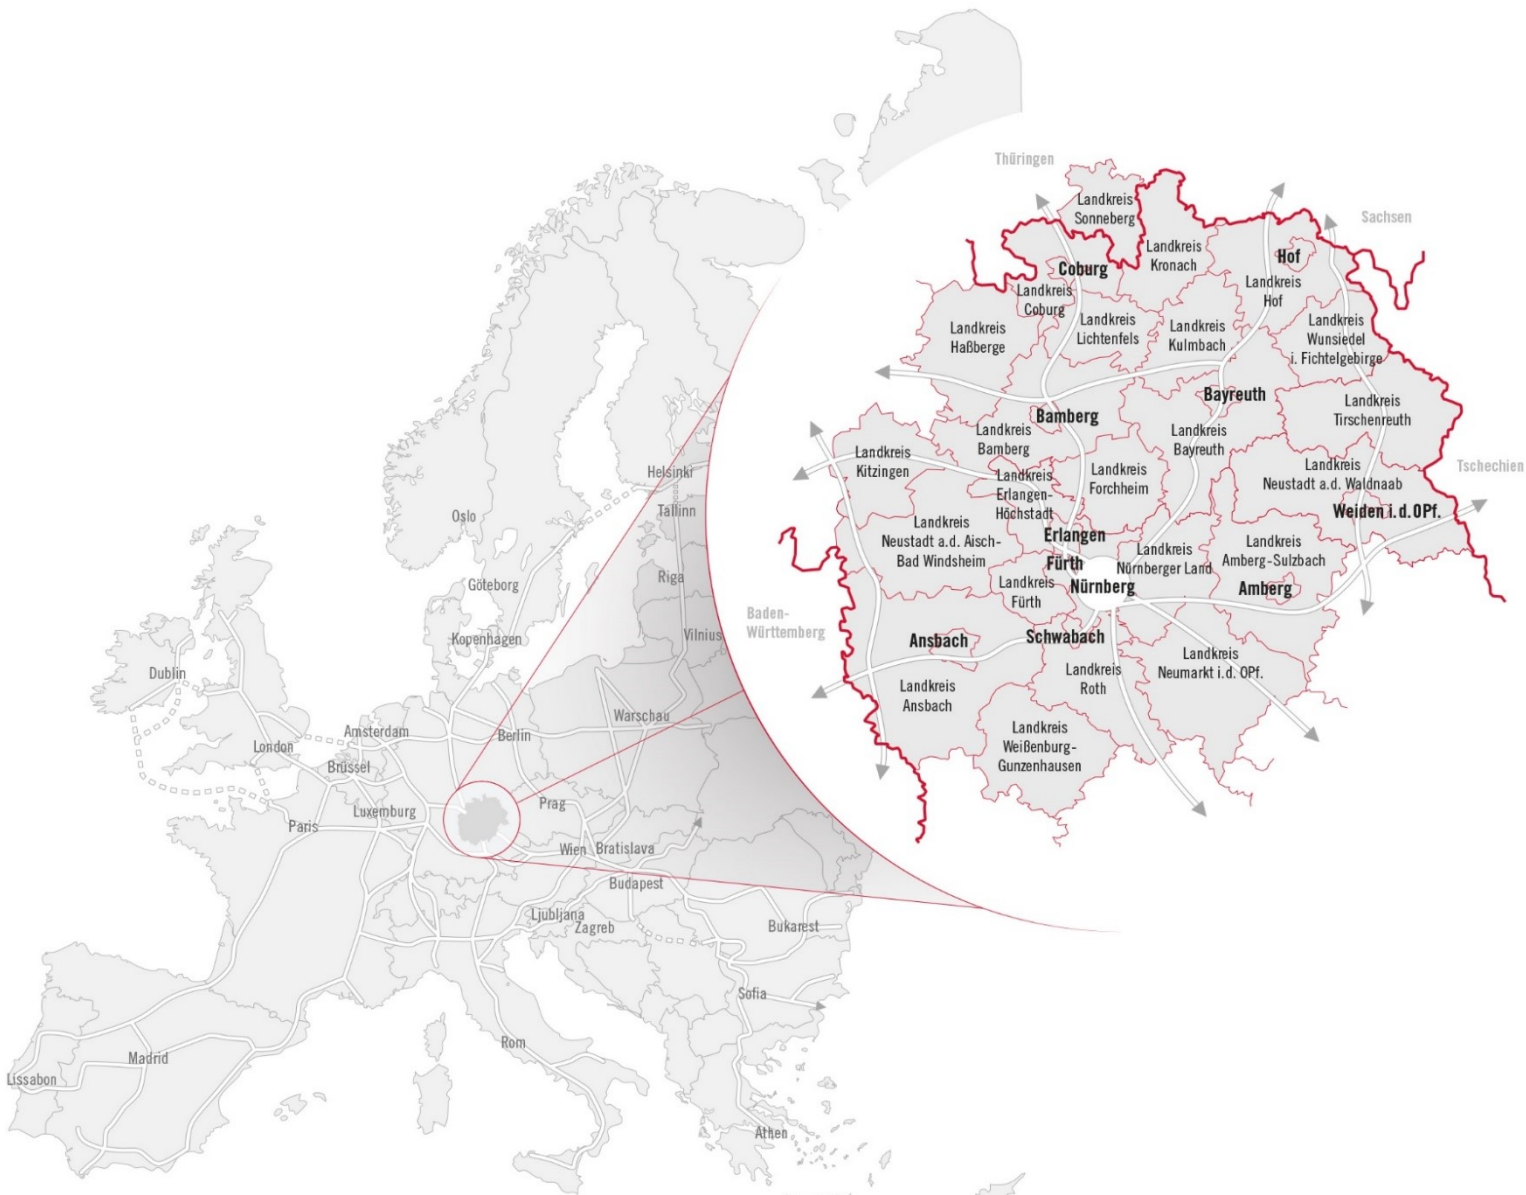 Helsinki
Tallinn
Oslo
Riga
Göteborg
Vilnius
Kopenhagen
Dublin
Warschau
Amsterdam
Berlin
London
Brüssel
Prag
Luxemburg
Paris
Wien
Bratislava
Budapest
Ljubljana
Zagreb
Bukarest
Sofia
Rom
Madrid
Lissabon
Athen
Thüringen
Sachsen
Tschechien
Baden-
Württemberg
Landkreis
Sonneberg
Landkreis
Kronach
Hof
Coburg
Landkreis
Hof
Landkreis
Coburg
Landkreis
Haßberge
Landkreis
Lichtenfels
Landkreis
Kulmbach
Landkreis
Wunsiedel
i. Fichtelgebirge
Bayreuth
Landkreis
Tirschenreuth
Bamberg
Landkreis
Bamberg
Landkreis
Bayreuth
Landkreis
Kitzingen
Landkreis
Erlangen-
Höchstadt
Landkreis
Forchheim
Landkreis
Neustadt a.d. Waldnaab
Weiden i.d.OPf.
Landkreis
Neustadt a.d. Aisch-
Bad Windsheim
Erlangen
Fürth
Nürnberg
Landkreis
Nürnberger Land
Landkreis
Amberg-Sulzbach
Amberg
Landkreis
Fürth
Ansbach
Schwabach
Landkreis
Neumarkt i.d. OPf.
Landkreis
Roth
Landkreis
Ansbach
Landkreis
Weißenburg-
Gunzenhausen